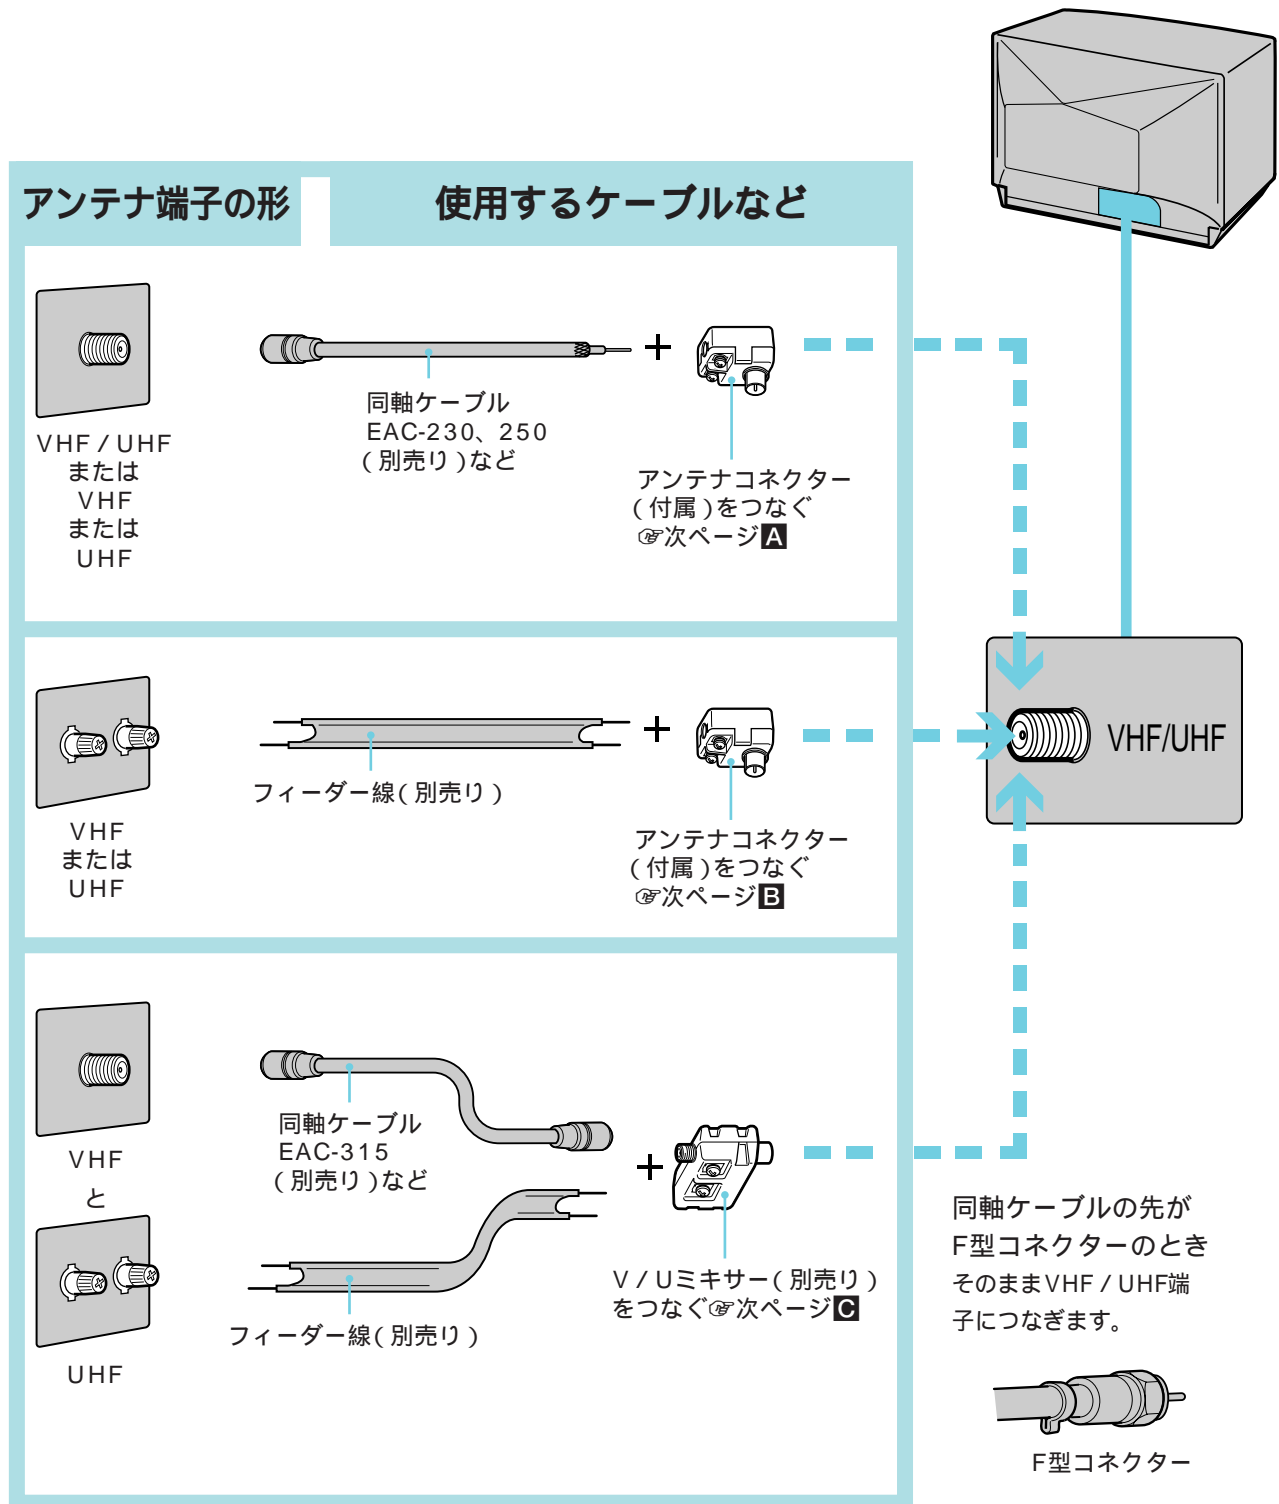 アンテナ端子の形
使用するケーブルなど
VHF / UHF
または
VHF
または
UHF
同軸ケーブル
EAC-230、250
(別売り)など
アンテナコネクター
(付属)をつなぐ
☞次ページA
VHF
または
UHF
フィーダー線(別売り)
アンテナコネクター
(付属)をつなぐ
☞次ページB
VHF/UHF
VHF
と
UHF
同軸ケーブル
EAC-315
(別売り)など
フィーダー線(別売り)
V / Uミキサー(別売り)
をつなぐ☞次ページC
同軸ケーブルの先が
F型コネクターのとき
そのままVHF / UHF端
子につなぎます。
F型コネクター